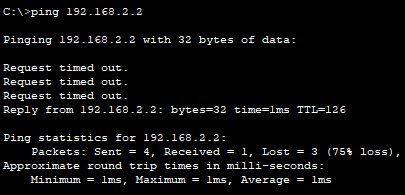 C:\>ping 192.168.2.2
Pinging 192.168.2.2 with 32 bytes of data:
Request timed out.
Request timed out.
Request timed out.
Reply from 192.168.2.2: bytes=32 time=1ms TTL=126
Ping statistics for 192.168.2.2:
Packets: Sent = 4, Received = 1, Lost = 3 (75% loss),
Approximate round trip times in milli-seconds:
Minimum = 1ms, Maximum = 1ms, Average = 1ms